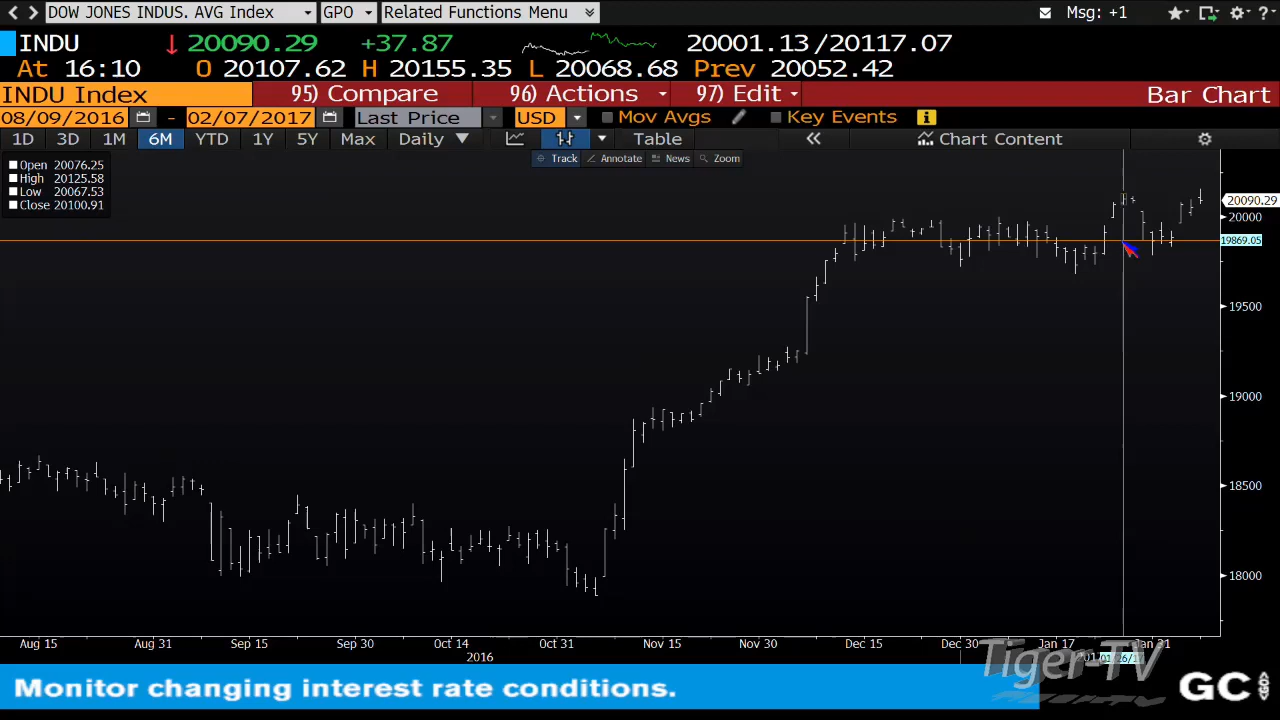 DOW JONES INDUS. AVG Index GPO Related Functions Menu Msg: +1
INDU 20090.29 +37.87 20001.13/20117.07
At 16:10 O 20107.62 H 20155.35 L 20068.68 Prev 20052.42
INDU Index 95) Compare 96) Actions 97) Edit Bar Chart
08/09/2016 - 02/07/2017 Last Price USD Mov Avgs Key Events
1D 3D 1M 6M YTD 1Y 5Y Max Daily Table « Chart Content
Track Annotate News Zoom
Open 20076.25
High 20125.58
Low 20067.53
Close 20100.91
20090.29
20000
19869.05
19500
19000
18500
18000
Aug 15 Aug 31 Sep 15 Sep 30 Oct 14 Oct 31 Nov 15 Nov 30 Dec 15 Dec 30 Jan 17 Jan 31
2016 01/26/17
Tiger-TV
Monitor changing interest rate conditions.
GC